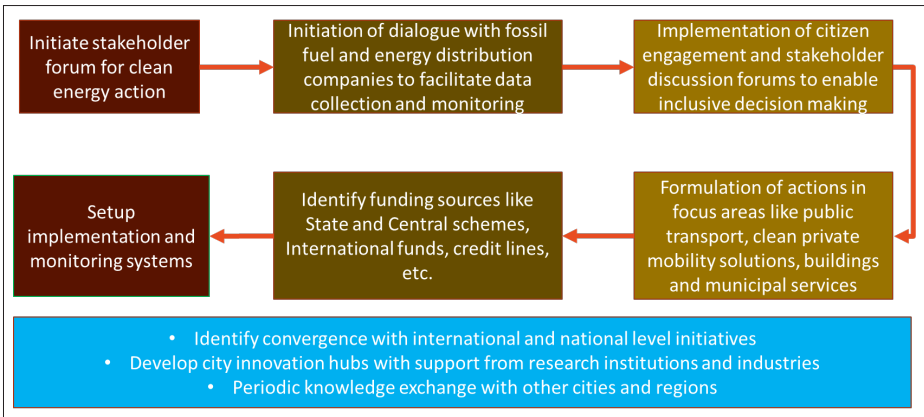 Initiate stakeholder
forum for clean
energy action
Initiation of dialogue with fossil
fuel and energy distribution
companies to facilitate data
collection and monitoring
Implementation of citizen
engagement and stakeholder
discussion forums to enable
inclusive decision making
Formulation of actions in
focus areas like public
transport, clean private
mobility solutions, buildings
and municipal services
Identify funding sources like
State and Central schemes,
International funds, credit lines,
etc.
Setup
implementation and
monitoring systems
• Identify convergence with international and national level initiatives
• Develop city innovation hubs with support from research institutions and industries
• Periodic knowledge exchange with other cities and regions